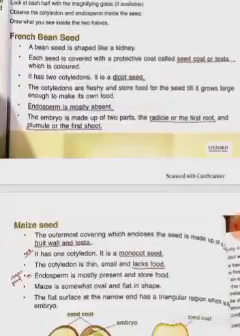 Look at each half with the magnifying glass (if available)
Observe the cotyledon and endosperm inside the seed.
Draw what you see inside the two halves.
French Bean Seed
• A bean seed is shaped like a kidney.
• Each seed is covered with a protective coat called seed coat or testa,
which is coloured.
• It has two cotyledons. It is a dicot seed.
• The cotyledons are fleshy and store food for the seed till it grows large
enough to make its own food.
• Endosperm is mostly absent.
• The embryo is made up of two parts, the radicle or the first root, and
plumule or the first shoot.
OXFORD
Scanned with CamScanner
Maize seed
• The outermost covering which encloses the seed is made up of
fruit wall and testa.
• It has one cotyledon. It is a monocot seed.
• The cotyledon is thin, small and lacks food.
• Endosperm is mostly present and store food.
• Maize is somewhat oval and flat in shape.
• The flat surface at the narrow end has a triangular region which
embryo.
seed coat
embryo
seed coat